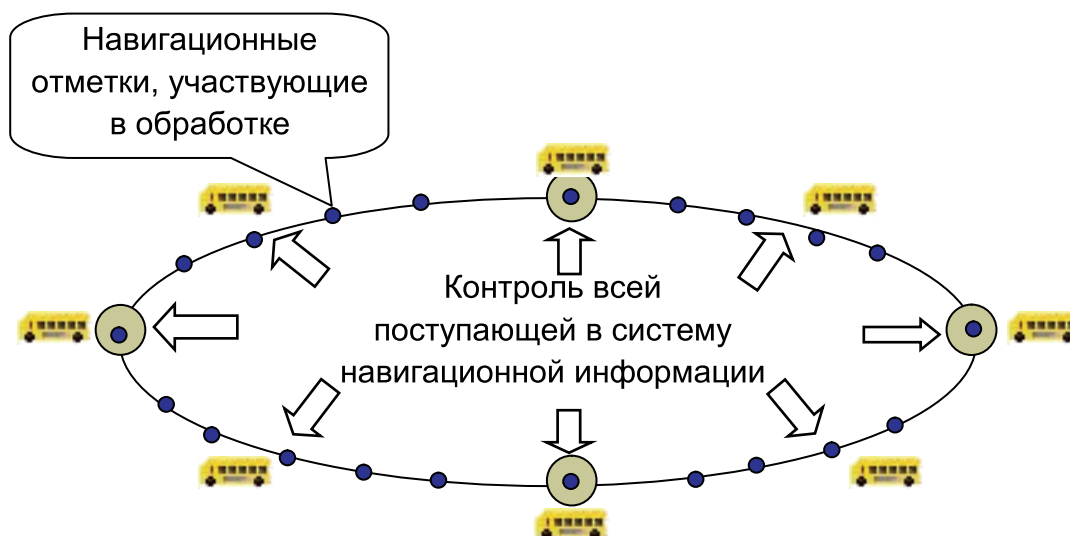 Навигационные
отметки, участвующие
в обработке
Контроль всей
поступающей в систему
навигационной информации